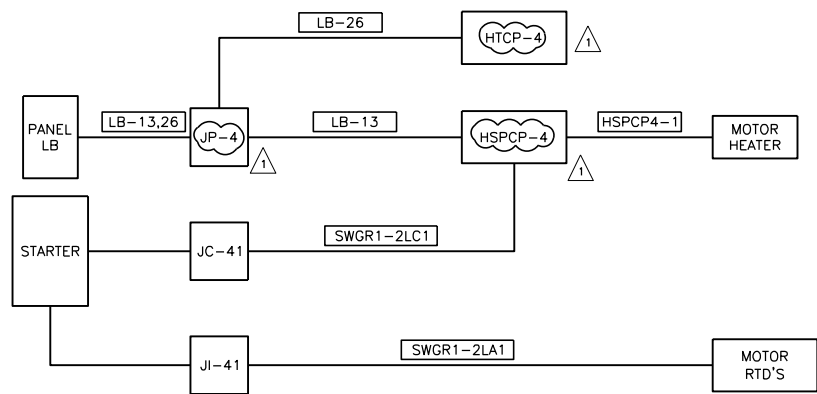 LB-26
HTCP-4
1
PANEL
LB
LB-13,26
JP-4
1
LB-13
HSPCP-4
1
HSPCP4-1
MOTOR
HEATER
STARTER
JC-41
SWGR1-2LC1
JI-41
SWGR1-2LA1
MOTOR
RTD'S